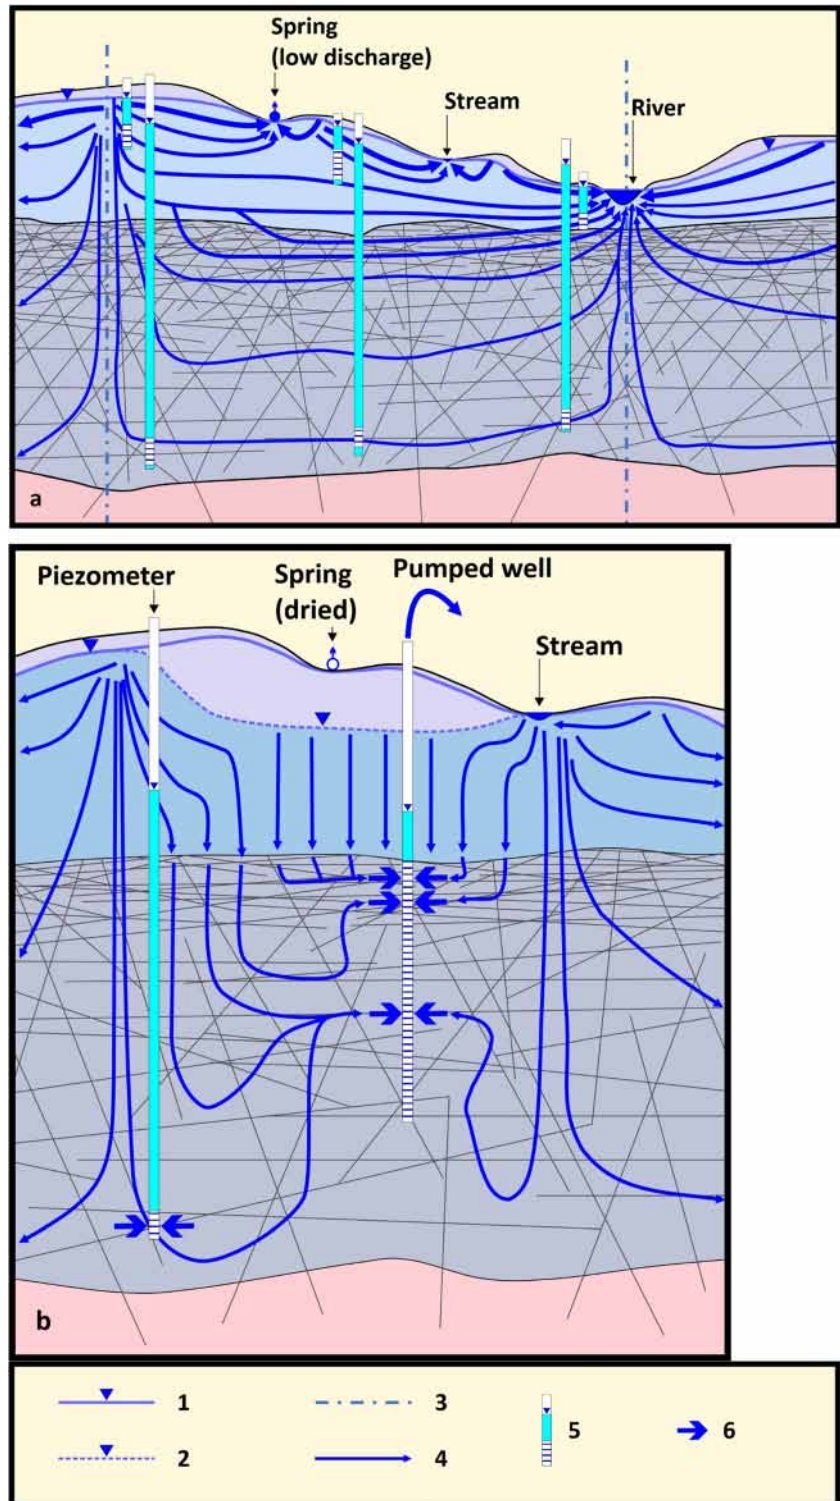 Spring
(low discharge)
Stream
River
a
Piezometer
Spring
(dried)
Pumped well
Stream
b
1
3
5
6
2
4